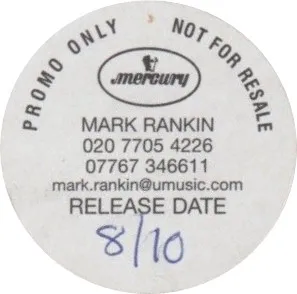 PROMO ONLY NOT FOR RESALE
mercury
MARK RANKIN
020 7705 4226
07767 346611
mark.rankin@umusic.com
RELEASE DATE
8/10